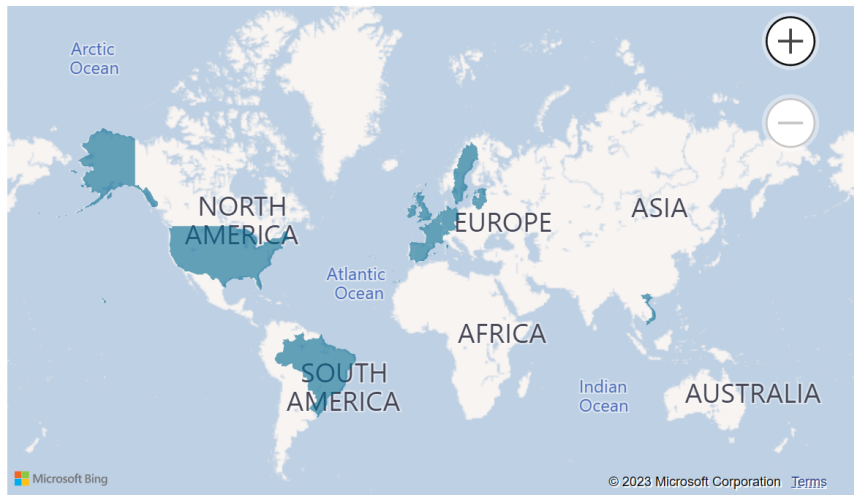 Arctic
Ocean
NORTH
AMERICA
EUROPE
ASIA
Atlantic
Ocean
AFRICA
SOUTH
AMERICA
Indian
Ocean
AUSTRALIA
Microsoft Bing
© 2023 Microsoft Corporation Terms